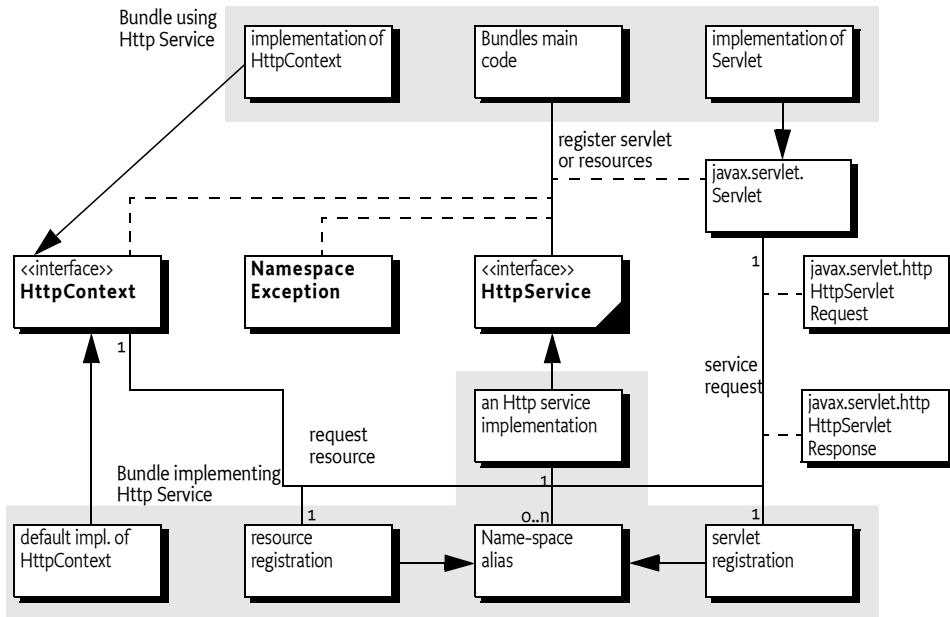 Bundle using
Http Service
implementation of
HttpContext
Bundles main
code
implementation of
Servlet
register servlet
or resources
javax.servlet.
Servlet
<<interface>>
HttpContext
Namespace
Exception
<<interface>>
HttpService
1
javax.servlet.http
HttpServlet
Request
1
service
request
an Http service
implementation
javax.servlet.http
HttpServlet
Response
request
resource
Bundle implementing
Http Service
1
1
0..n
1
default impl. of
HttpContext
resource
registration
Name-space
alias
servlet
registration